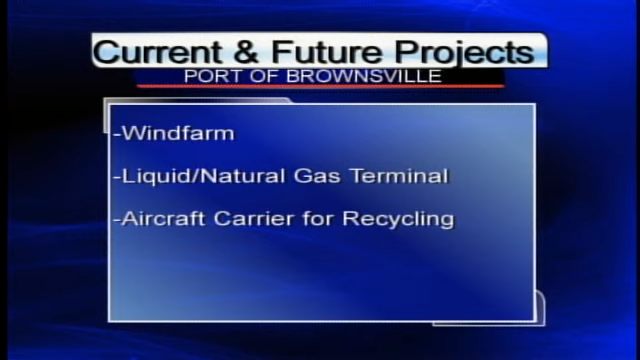 Current & Future Projects
PORT OF BROWNSVILLE
-Windfarm
-Liquid/Natural Gas Terminal
-Aircraft Carrier for Recycling